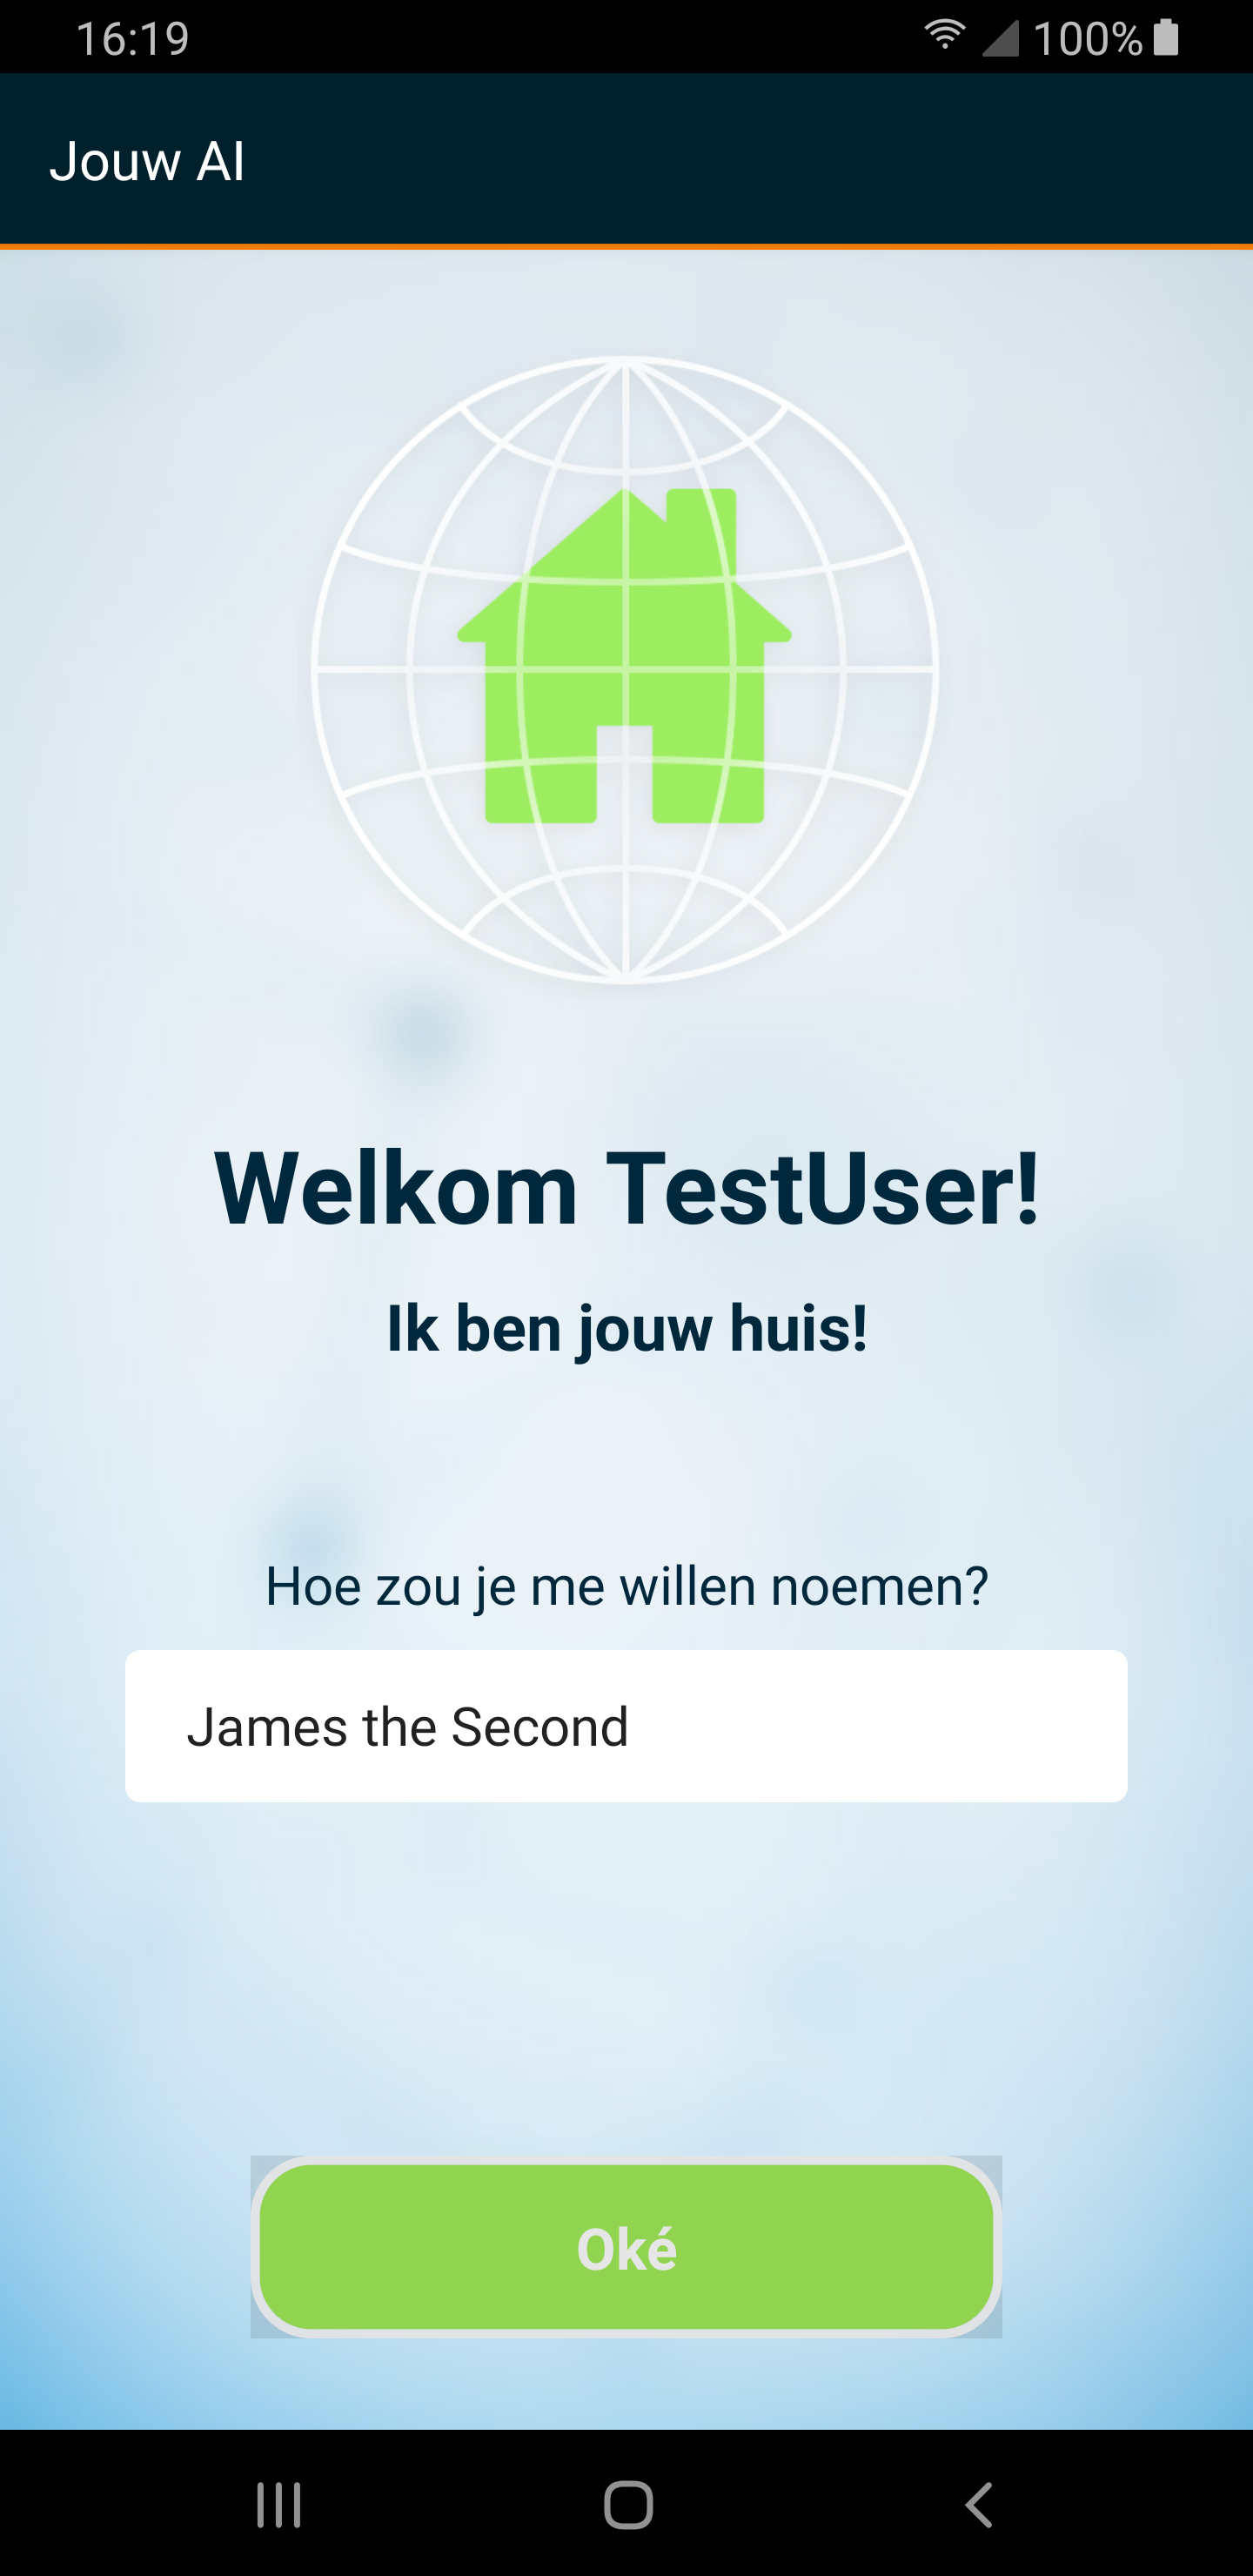 16:19
100%
Jouw AI
Welkom TestUser!
Ik ben jouw huis!
Hoe zou je me willen noemen?
James the Second
Oké